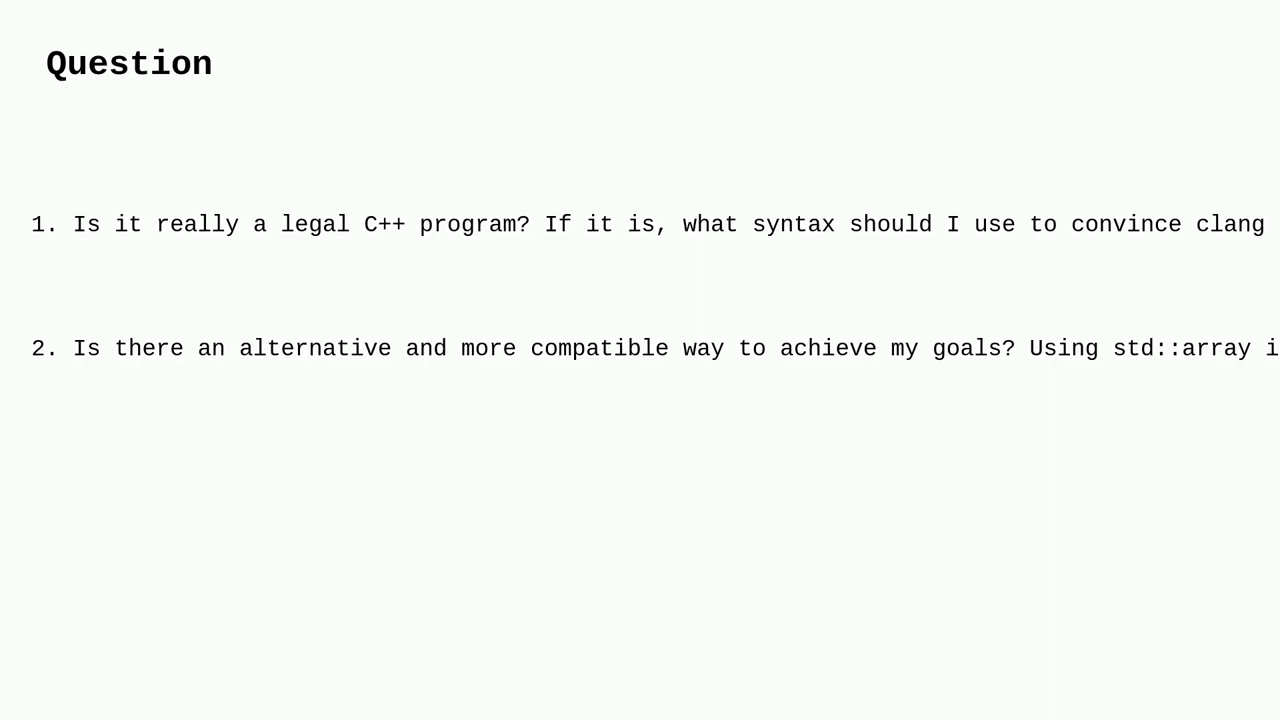 Question
1. Is it really a legal C++ program? If it is, what syntax should I use to convince clang
2. Is there an alternative and more compatible way to achieve my goals? Using std::array